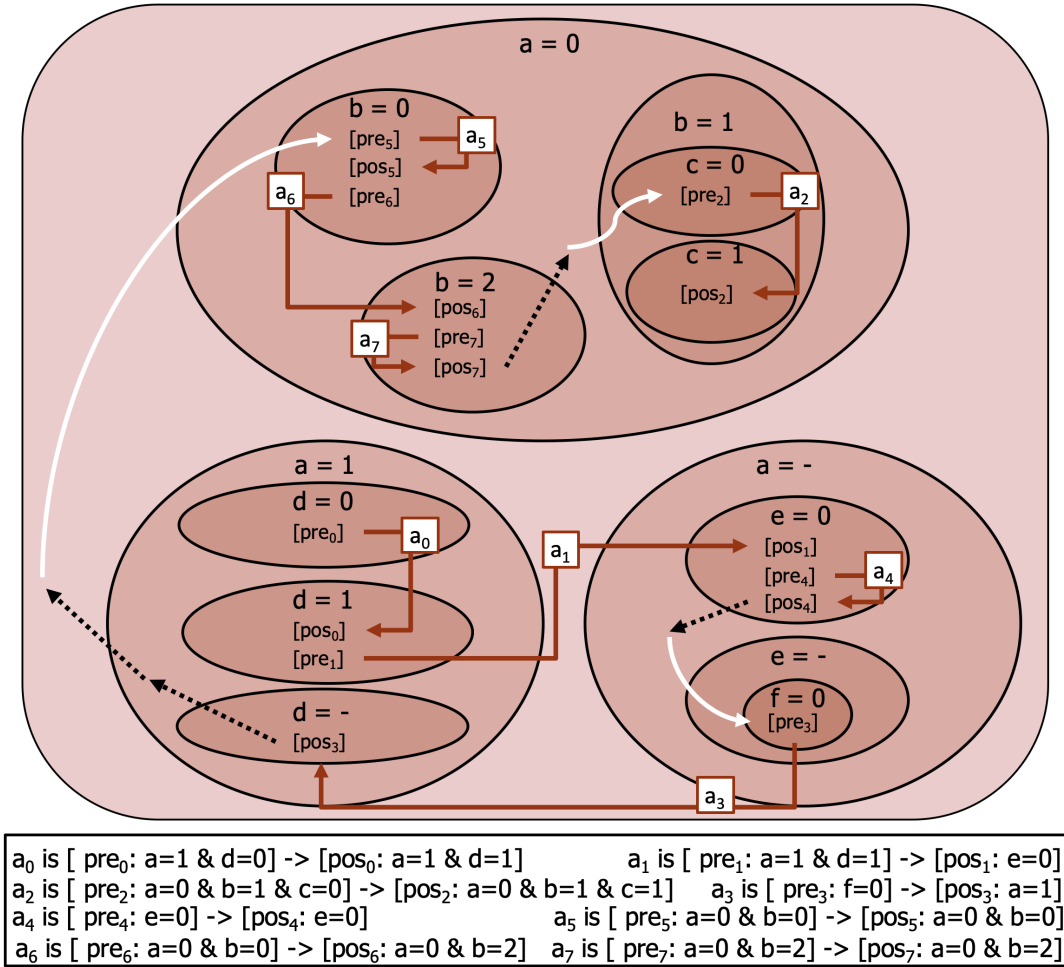 a = 0
b = 0
[pre₅]
a₅
[pos₅]
a₆
[pre₆]
b = 1
c = 0
[pre₂]
a₂
c = 1
[pos₂]
b = 2
[pos₆]
a₇
[pre₇]
[pos₇]
a = 1
d = 0
[pre₀]
a₀
d = 1
[pos₀]
[pre₁]
a₁
d = -
[pos₃]
a = -
e = 0
[pos₁]
[pre₄]
a₄
[pos₄]
e = -
f = 0
[pre₃]
a₃
a₀ is [ pre₀: a=1 & d=0] -> [pos₀: a=1 & d=1] a₁ is [ pre₁: a=1 & d=1] -> [pos₁: e=0]
a₂ is [ pre₂: a=0 & b=1 & c=0] -> [pos₂: a=0 & b=1 & c=1] a₃ is [ pre₃: f=0] -> [pos₃: a=1]
a₄ is [ pre₄: e=0] -> [pos₄: e=0] a₅ is [ pre₅: a=0 & b=0] -> [pos₅: a=0 & b=0]
a₆ is [ pre₆: a=0 & b=0] -> [pos₆: a=0 & b=2] a₇ is [ pre₇: a=0 & b=2] -> [pos₇: a=0 & b=2]